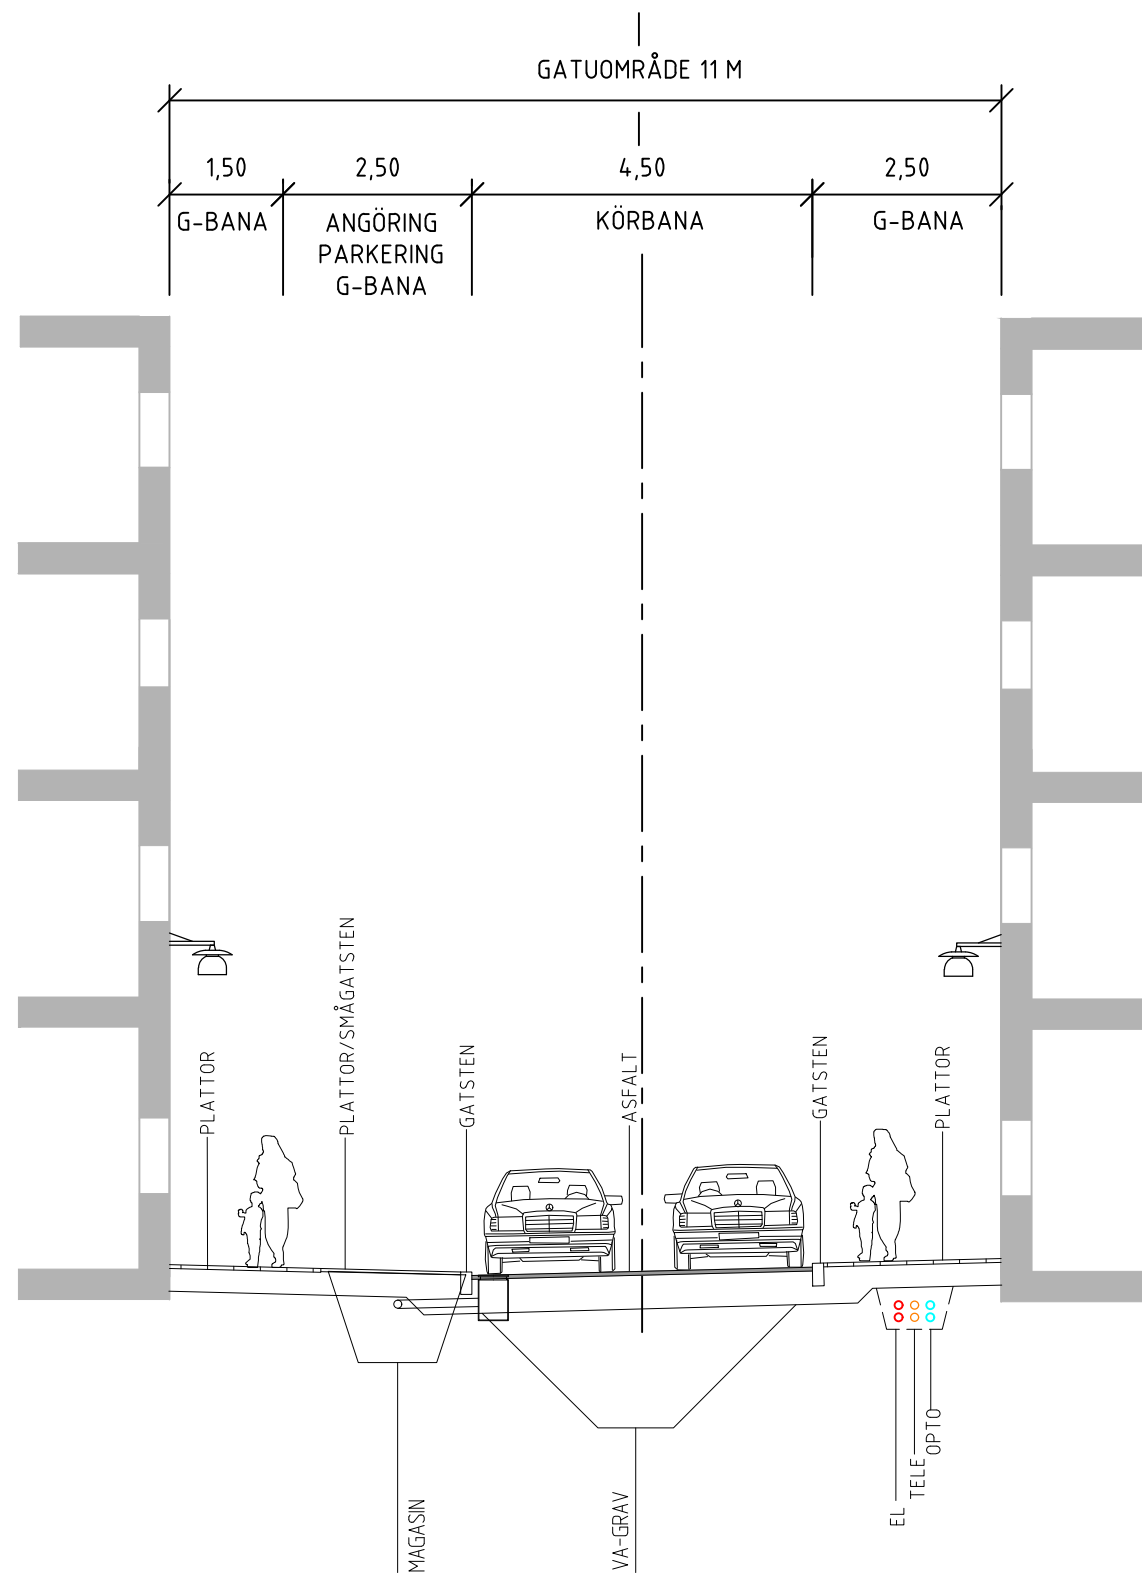 GATUOMRÅDE 11 M
1,50
2,50
4,50
2,50
G-BANA
ANGÖRING
PARKERING
G-BANA
KÖRBANA
G-BANA
PLATTOR
PLATTOR/SMÅGATSTEN
GATSTEN
ASFALT
GATSTEN
PLATTOR
MAGASIN
VA-GRAV
EL
TELE
OPTO